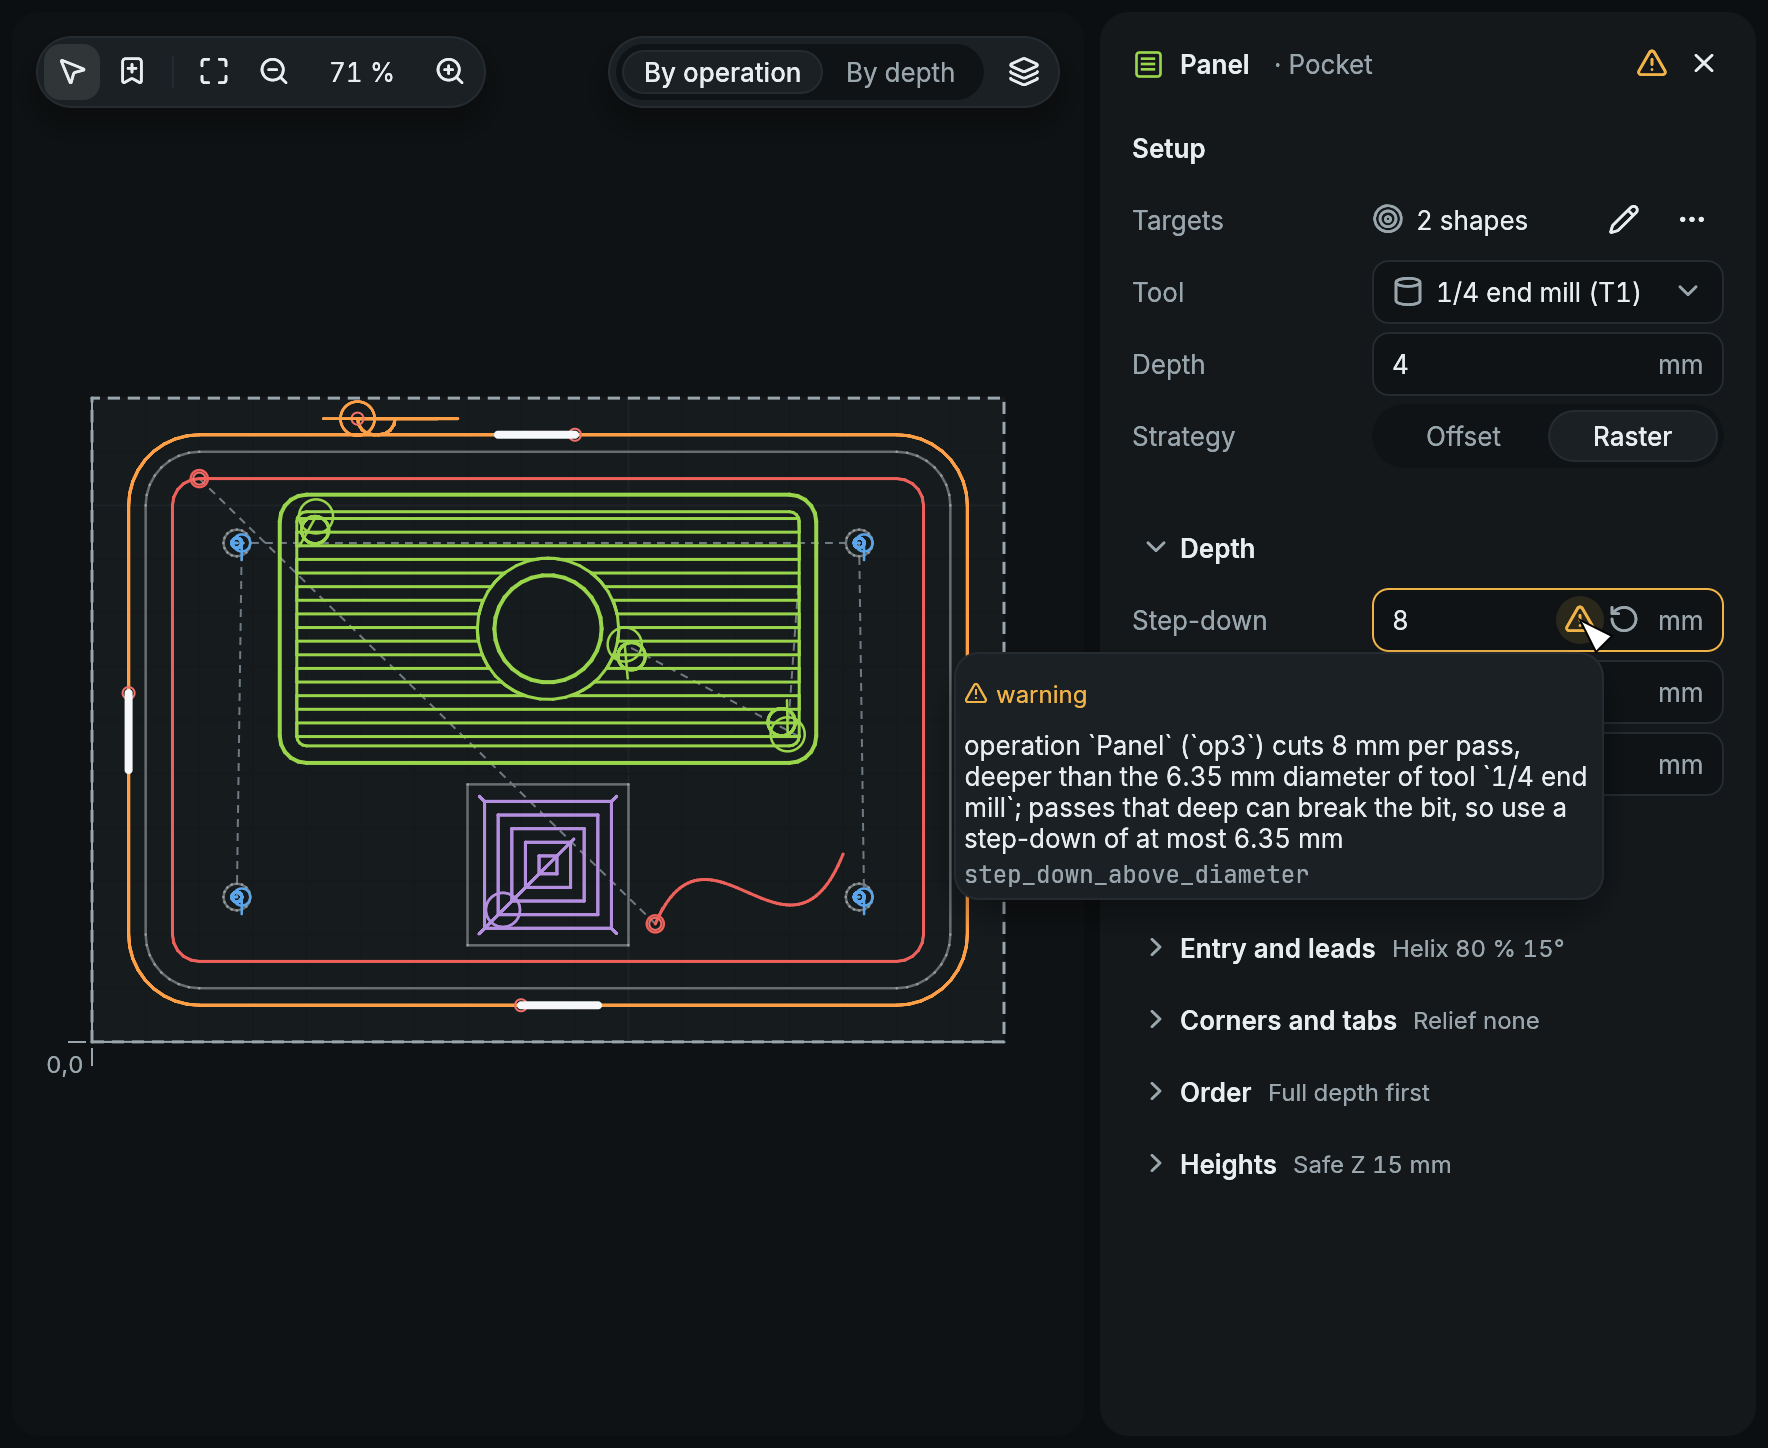 71 %
By operation
By depth
Panel · Pocket
Setup
Targets
2 shapes
Tool
1/4 end mill (T1)
Depth
4
mm
Strategy
Offset
Raster
Depth
Step-down
8
mm
mm
mm
warning
operation `Panel` (`op3`) cuts 8 mm per pass,
deeper than the 6.35 mm diameter of tool `1/4 end
mill`; passes that deep can break the bit, so use a
step-down of at most 6.35 mm
step_down_above_diameter
Entry and leads Helix 80 % 15°
Corners and tabs Relief none
Order Full depth first
Heights Safe Z 15 mm
0,0